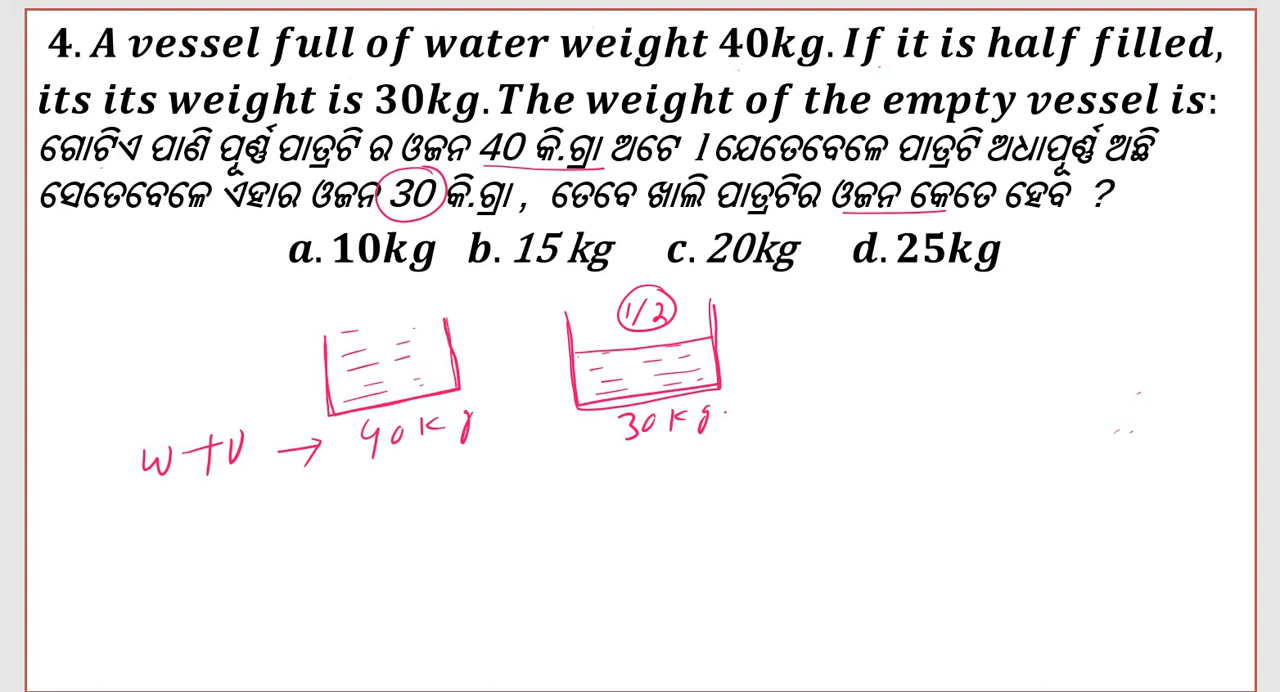 4. A vessel full of water weight 40kg. If it is half filled,
its its weight is 30kg. The weight of the empty vessel is:
ଗୋଟିଏ ପାଣି ପୂର୍ଣ୍ଣ ପାତ୍ରଟି ର ଓଜନ 40 କି.ଗ୍ରା ଅଟେ l ଯେତେବେଳେ ପାତ୍ରଟି ଅଧାପୂର୍ଣ୍ଣ ଅଛି
ସେତେବେଳେ ଏହାର ଓଜନ 30 କି.ଗ୍ରା , ତେବେ ଖାଲି ପାତ୍ରଟିର ଓଜନ କେତେ ହେବ ?
a. 10kg b. 15 kg c. 20kg d. 25kg
1/2
W+V → 40kg 30kg.